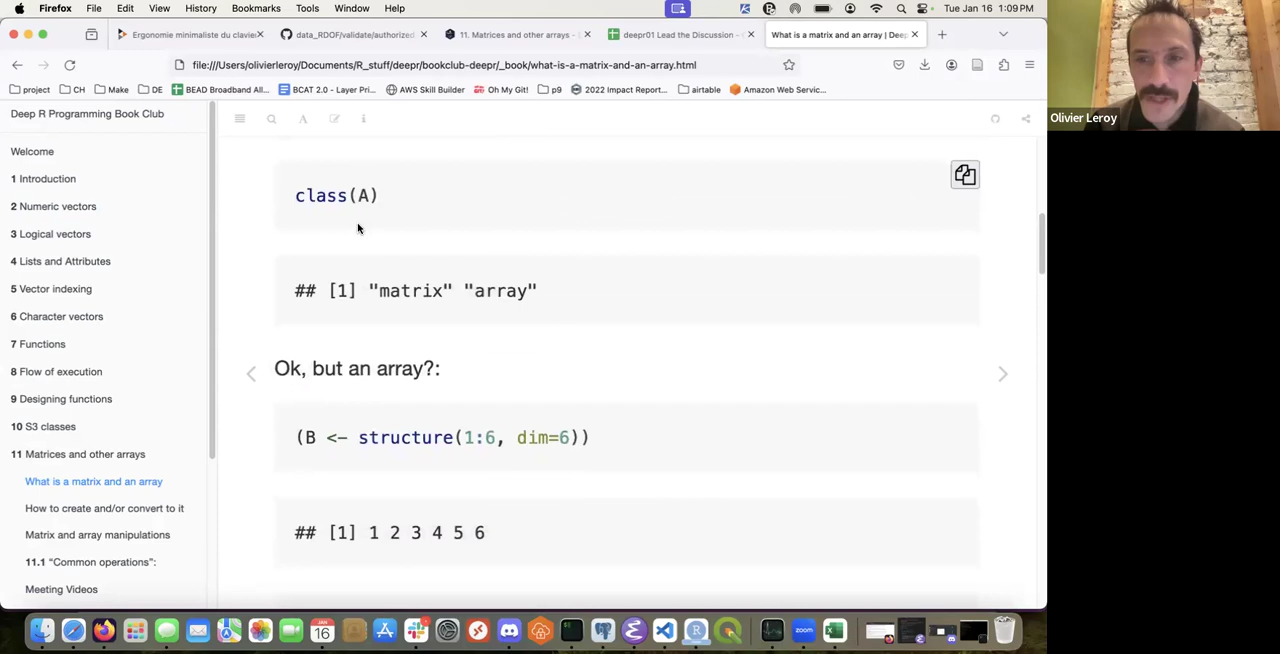 Firefox File Edit View History Bookmarks Tools Window Help Tue Jan 16 1:09 PM
Ergonomie minimaliste du clavier
data_RDOF/validate/authorized
11. Matrices and other arrays -
deepr01 Lead the Discussion -
What is a matrix and an array | Deep
file:///Users/olivierleroy/Documents/R_stuff/deepr/bookclub-deepr/_book/what-is-a-matrix-and-an-array.html
project CH Make DE BEAD Broadband All... BCAT 2.0 - Layer Pri... AWS Skill Builder Oh My Git! p9 2022 Impact Report... airtable Amazon Web Servic...
Olivier Leroy
Deep R Programming Book Club
Welcome
1 Introduction
2 Numeric vectors
3 Logical vectors
4 Lists and Attributes
5 Vector indexing
6 Character vectors
7 Functions
8 Flow of execution
9 Designing functions
10 S3 classes
11 Matrices and other arrays
What is a matrix and an array
How to create and/or convert to it
Matrix and array manipulations
11.1 “Common operations”:
Meeting Videos
class(A)
## [1] "matrix" "array"
Ok, but an array?:
(B <- structure(1:6, dim=6))
## [1] 1 2 3 4 5 6
JAN
16